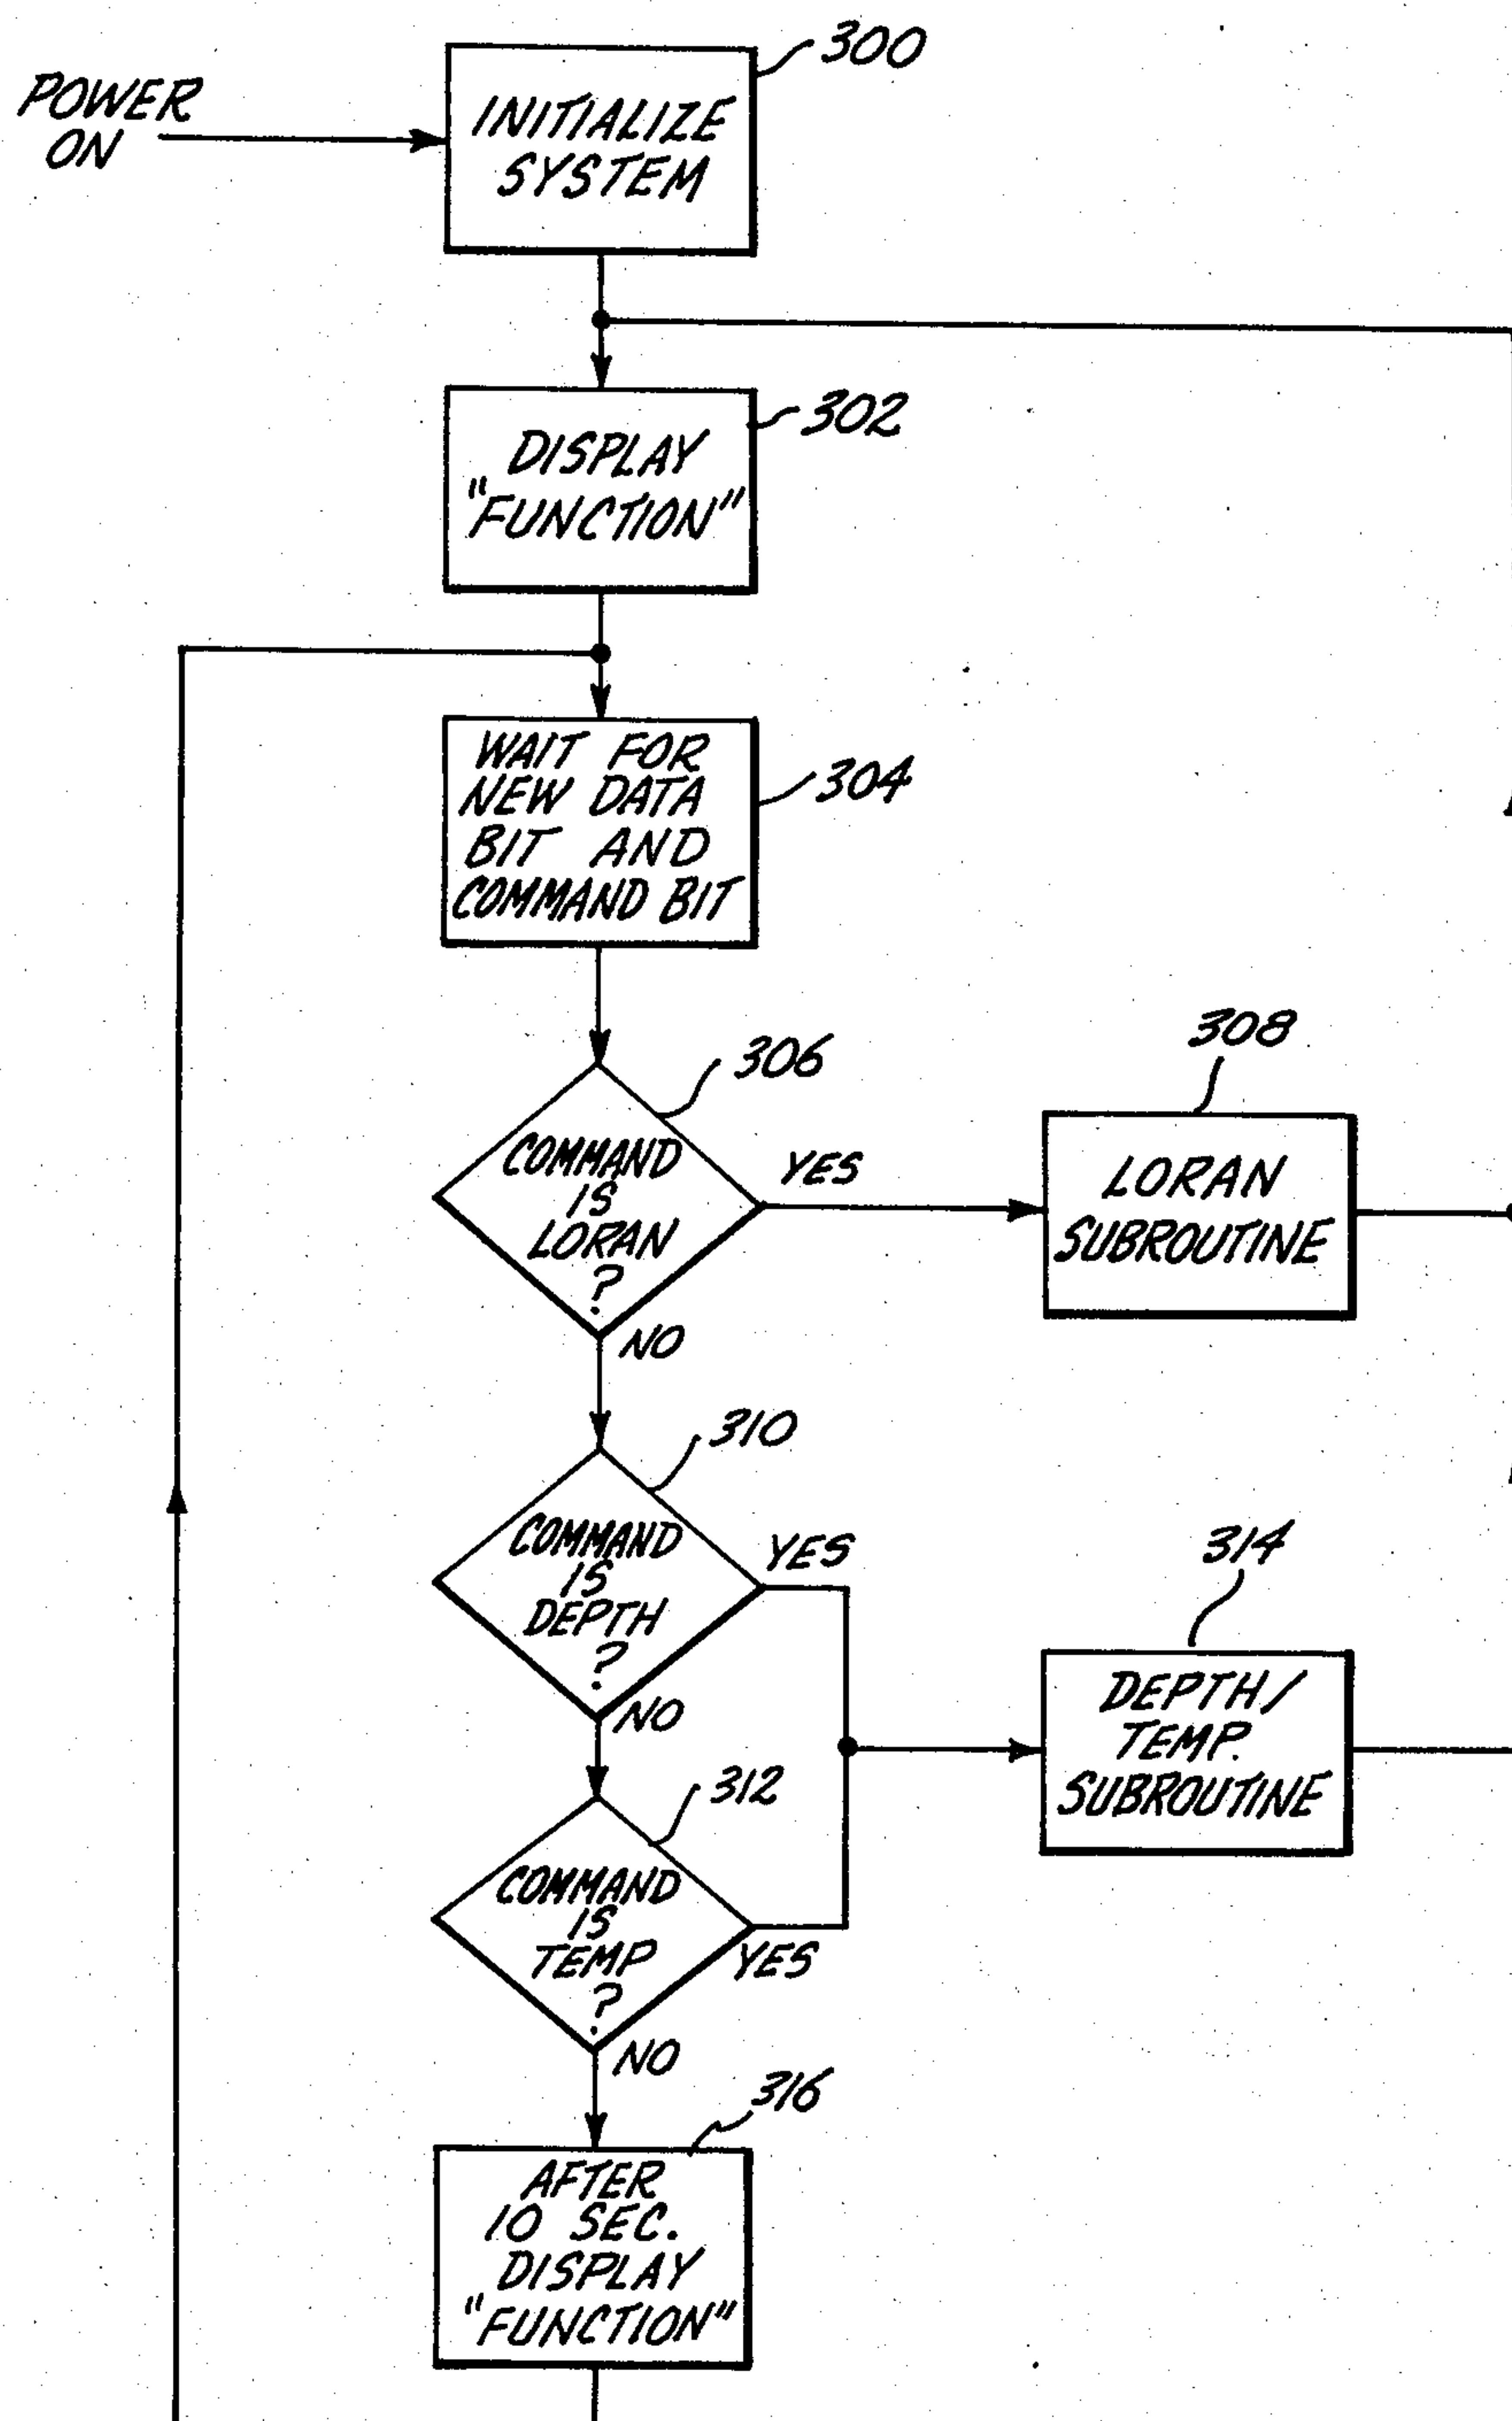 300
POWER
ON
INITIALIZE
SYSTEM
302
DISPLAY
"FUNCTION"
304
WAIT FOR
NEW DATA
BIT AND
COMMAND BIT
306
COMMAND
IS
LORAN
?
YES
NO
308
LORAN
SUBROUTINE
310
COMMAND
IS
DEPTH
?
YES
NO
312
COMMAND
IS
TEMP
?
YES
NO
314
DEPTH/
TEMP.
SUBROUTINE
316
AFTER
10 SEC.
DISPLAY
"FUNCTION"